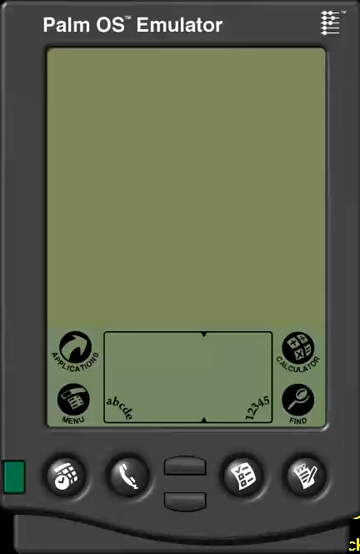 Palm OS™ Emulator
APPLICATIONS
CALCULATOR
MENU
abcde
12345
FIND